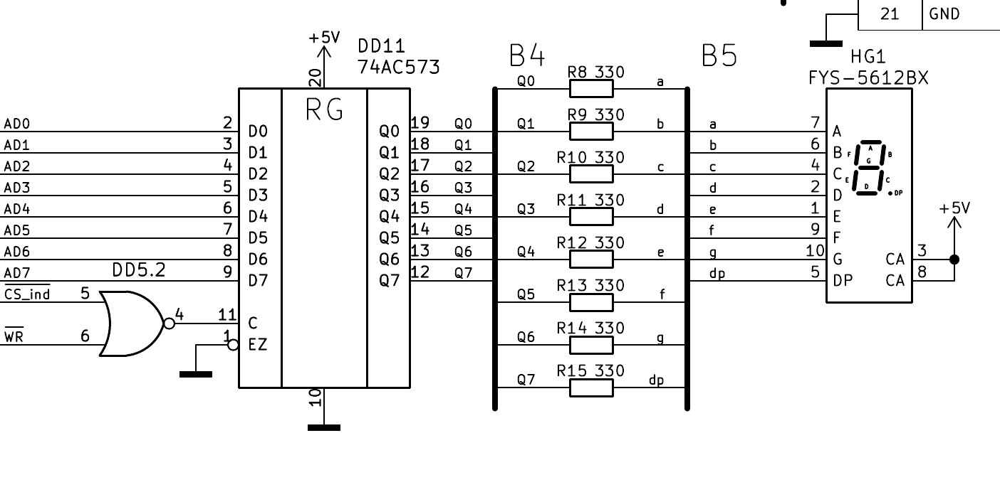 21 GND
+5V
DD11
74AC573
20
RG
B4
B5
HG1
FYS-5612BX
AD0 2 D0 Q0 19 Q0
AD1 3 D1 Q1 18 Q1
AD2 4 D2 Q2 17 Q2
AD3 5 D3 Q3 16 Q3
AD4 6 D4 Q4 15 Q4
AD5 7 D5 Q5 14 Q5
AD6 8 D6 Q6 13 Q6
AD7 9 D7 Q7 12 Q7
DD5.2
CS_ind 5
4 11 C
WR 6
1 EZ
10
Q0 R8 330 a
Q1 R9 330 b
Q2 R10 330 c
Q3 R11 330 d
Q4 R12 330 e
Q5 R13 330 f
Q6 R14 330 g
Q7 R15 330 dp
a 7 A
b 6 B
c 4 C
d 2 D
e 1 E
f 9 F
g 10 G CA 3
dp 5 DP CA 8
A
F B
G
E C
D
DP
+5V